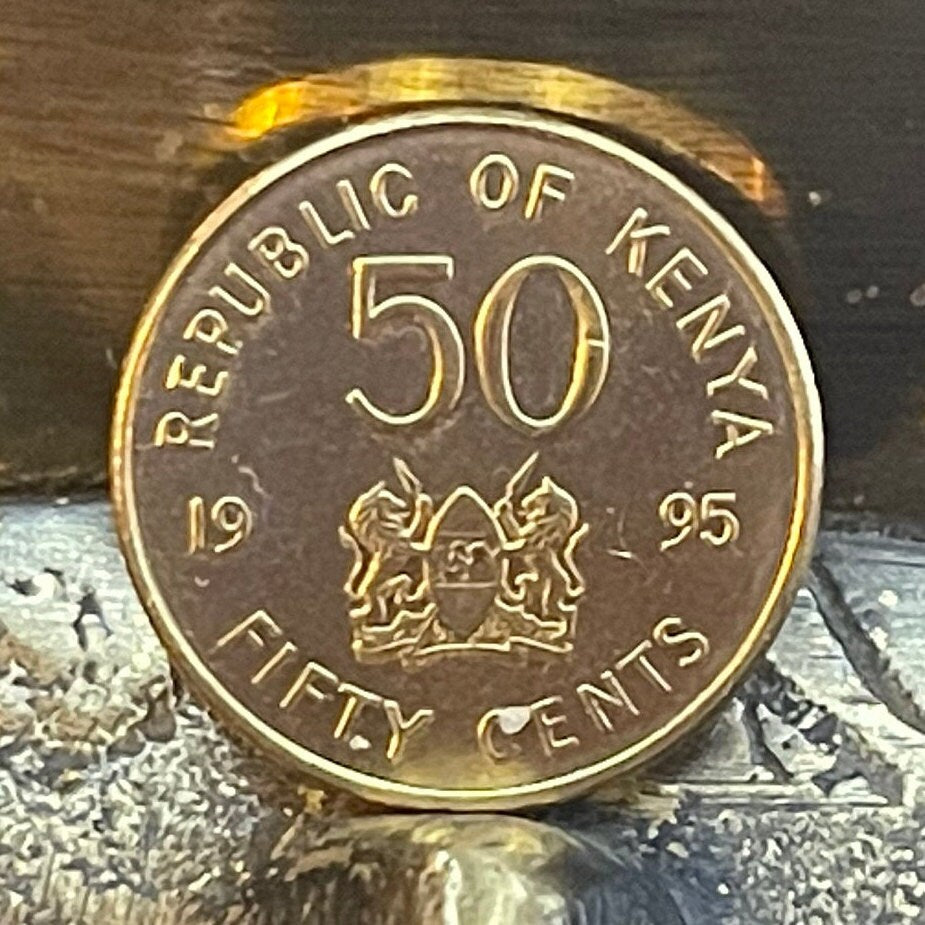 REPUBLIC OF KENYA
50
19 95
FIFTY CENTS